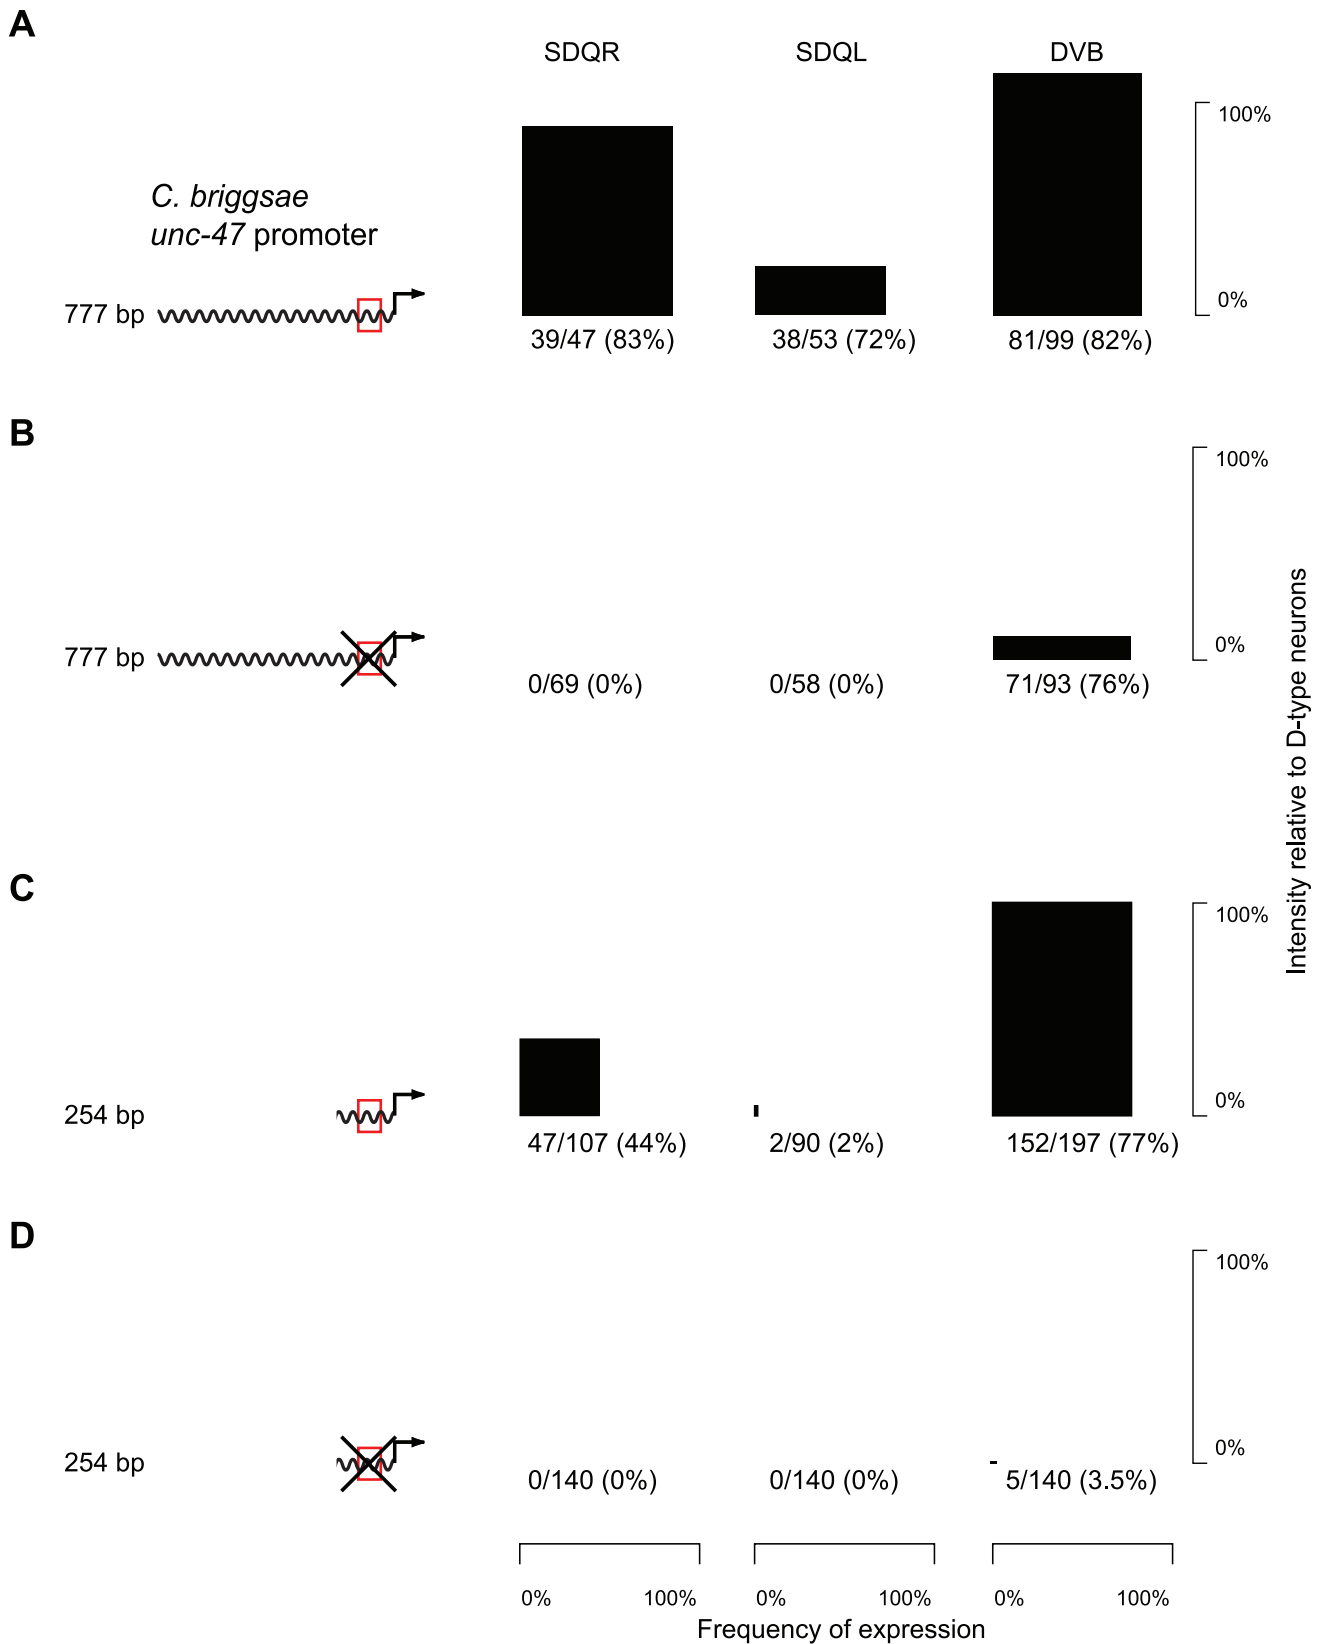 A
SDQR SDQL DVB
100%
C. briggsae
unc-47 promoter
777 bp
0%
39/47 (83%) 38/53 (72%) 81/99 (82%)
B
100%
777 bp
0%
0/69 (0%) 0/58 (0%) 71/93 (76%)
Intensity relative to D-type neurons
C
100%
254 bp
0%
47/107 (44%) 2/90 (2%) 152/197 (77%)
D
100%
254 bp
0%
0/140 (0%) 0/140 (0%) 5/140 (3.5%)
0% 100% 0% 100% 0% 100%
Frequency of expression